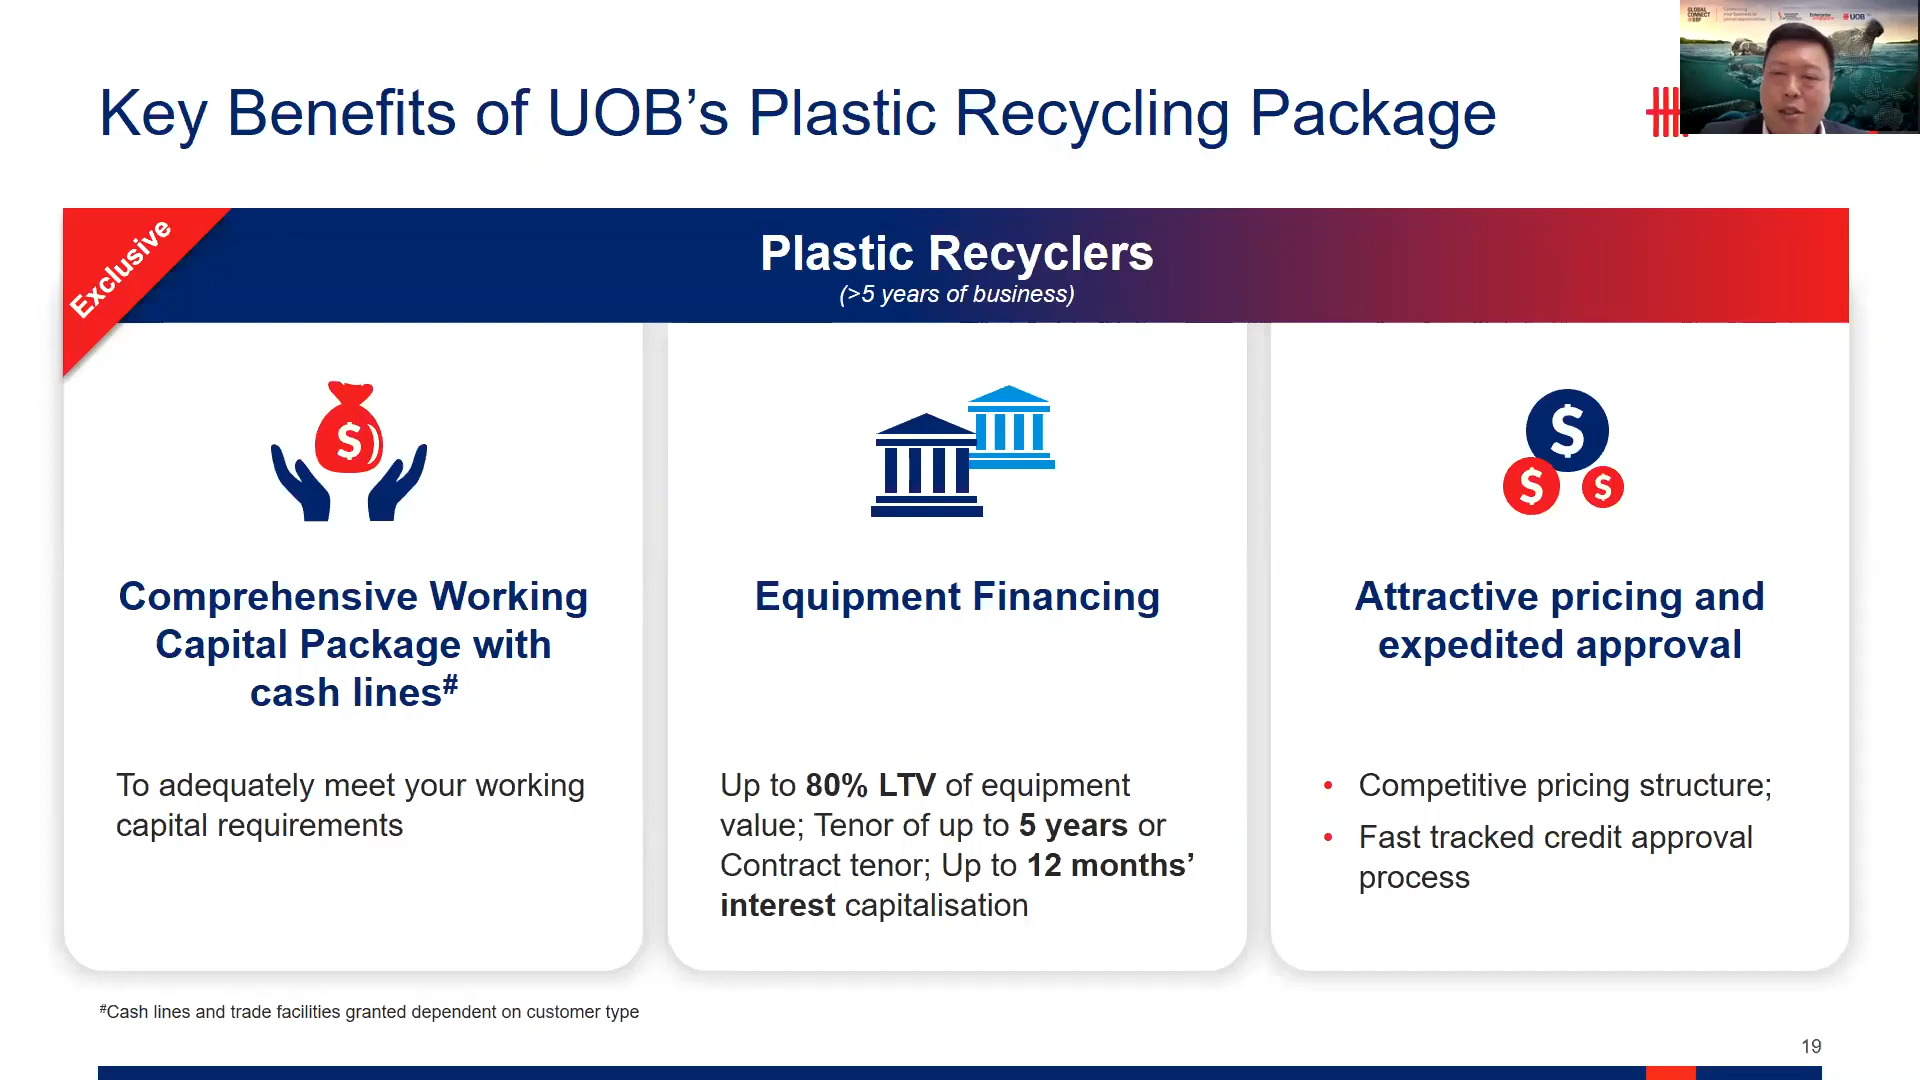 Key Benefits of UOB’s Plastic Recycling Package
GLOBAL
CONNECT
@SBF
UOB
Exclusive
Plastic Recyclers
(>5 years of business)
$
$
$
$
Comprehensive Working
Capital Package with
cash lines#
To adequately meet your working
capital requirements
Equipment Financing
Up to 80% LTV of equipment
value; Tenor of up to 5 years or
Contract tenor; Up to 12 months’
interest capitalisation
Attractive pricing and
expedited approval
• Competitive pricing structure;
• Fast tracked credit approval
process
#Cash lines and trade facilities granted dependent on customer type
19